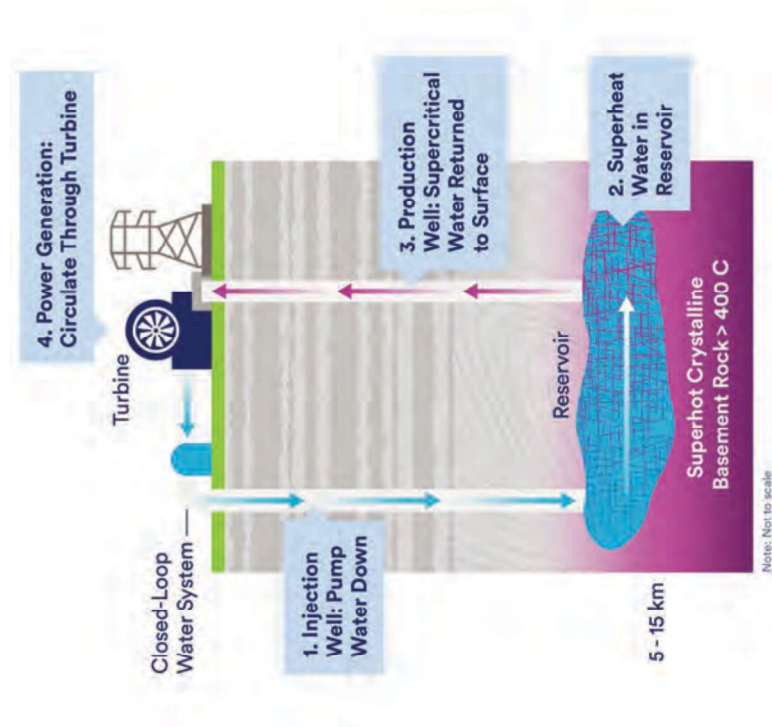 4. Power Generation:
Circulate Through Turbine
Turbine
Closed-Loop
Water System
1. Injection
Well: Pump
Water Down
3. Production
Well: Supercritical
Water Returned
to Surface
Reservoir
2. Superheat
Water in
Reservoir
Superhot Crystalline
Basement Rock > 400 C
5 - 15 km
Note: Not to scale